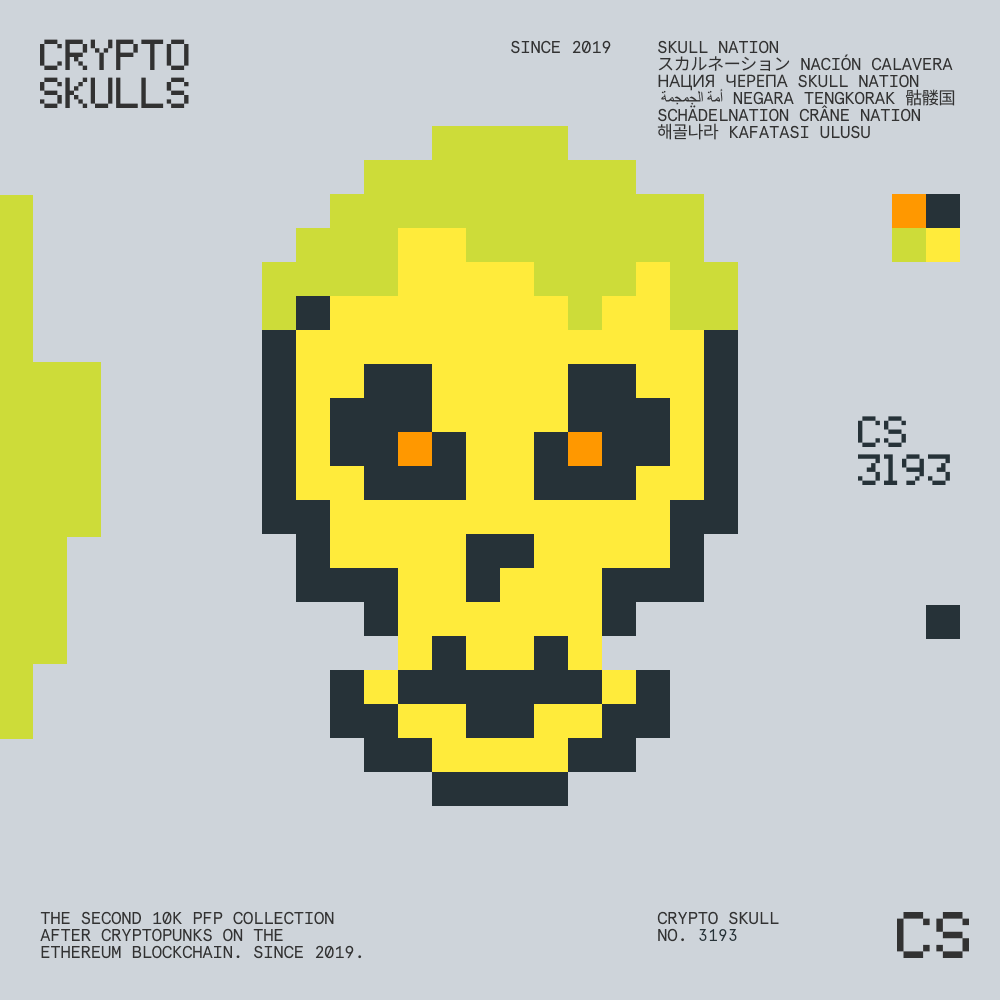 CRYPTO
SKULLS
SINCE 2019
SKULL NATION
スカルネーション NACIÓN CALAVERA
НАЦИЯ ЧЕРЕПА SKULL NATION
أمة الجمجمة NEGARA TENGKORAK 骷髅国
SCHÄDELNATION CRÂNE NATION
해골나라 KAFATASI ULUSU
CS
3193
THE SECOND 10K PFP COLLECTION
AFTER CRYPTOPUNKS ON THE
ETHEREUM BLOCKCHAIN. SINCE 2019.
CRYPTO SKULL
NO. 3193
CS